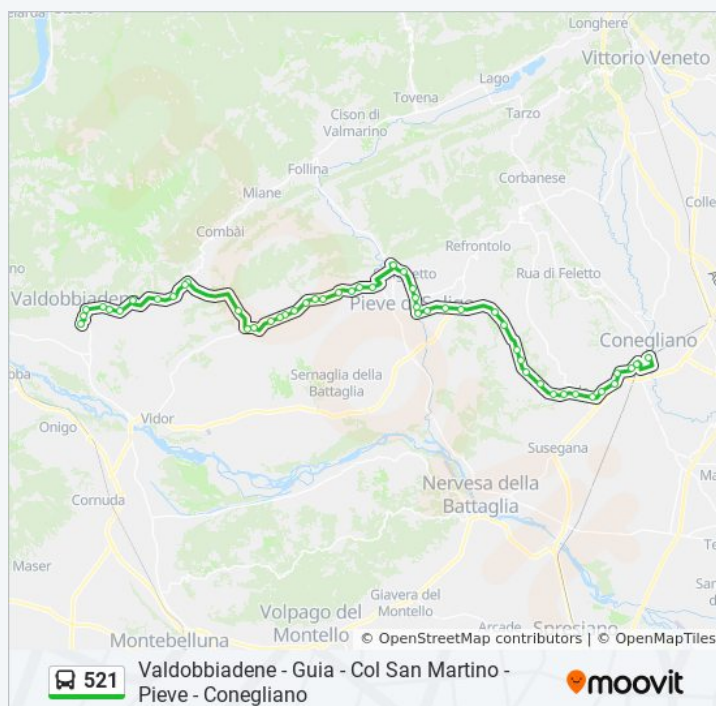 Longhere
Vittorio Veneto
Lago
Tovena
Tarzo
Cison di
Valmarino
Follina
Corbanese
Miane
Colle
Combài
Refrontolo
Rua di Feletto
Valdobbiadene
Pieve di Soligo
Conegliano
Sernaglia della
Battaglia
Vidor
Onigo
Susegana
Nervesa della
Battaglia
Cornuda
Maser
Giavera del
Montello
Volpago del
Montello
Arcade
Spresiano
Montebelluna
© OpenStreetMap contributors | © OpenMapTiles
521
Valdobbiadene - Guia - Col San Martino -
Pieve - Conegliano
moovit